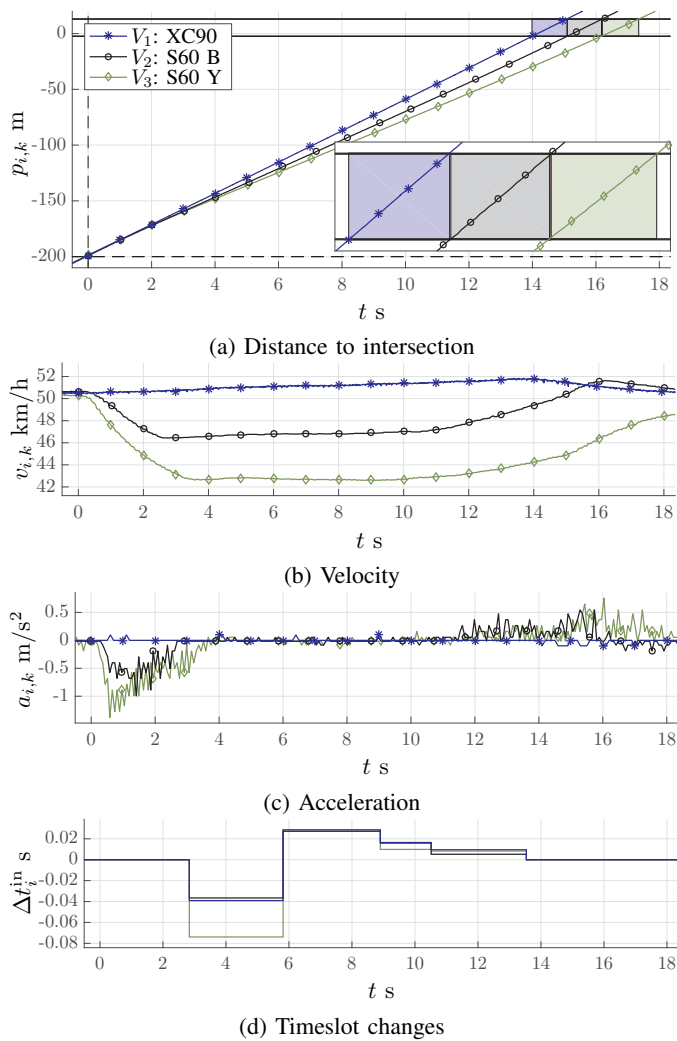 0
-50
-100
-150
-200
p_{i,k} m
V_1: XC90
V_2: S60 B
V_3: S60 Y
0 2 4 6 8 10 12 14 16 18
t s
(a) Distance to intersection
52
50
48
46
44
42
v_{i,k} km/h
0 2 4 6 8 10 12 14 16 18
t s
(b) Velocity
0.5
0
-0.5
-1
a_{i,k} m/s^2
0 2 4 6 8 10 12 14 16 18
t s
(c) Acceleration
0.02
0
-0.02
-0.04
-0.06
-0.08
Δt_i^{in} s
0 2 4 6 8 10 12 14 16 18
t s
(d) Timeslot changes